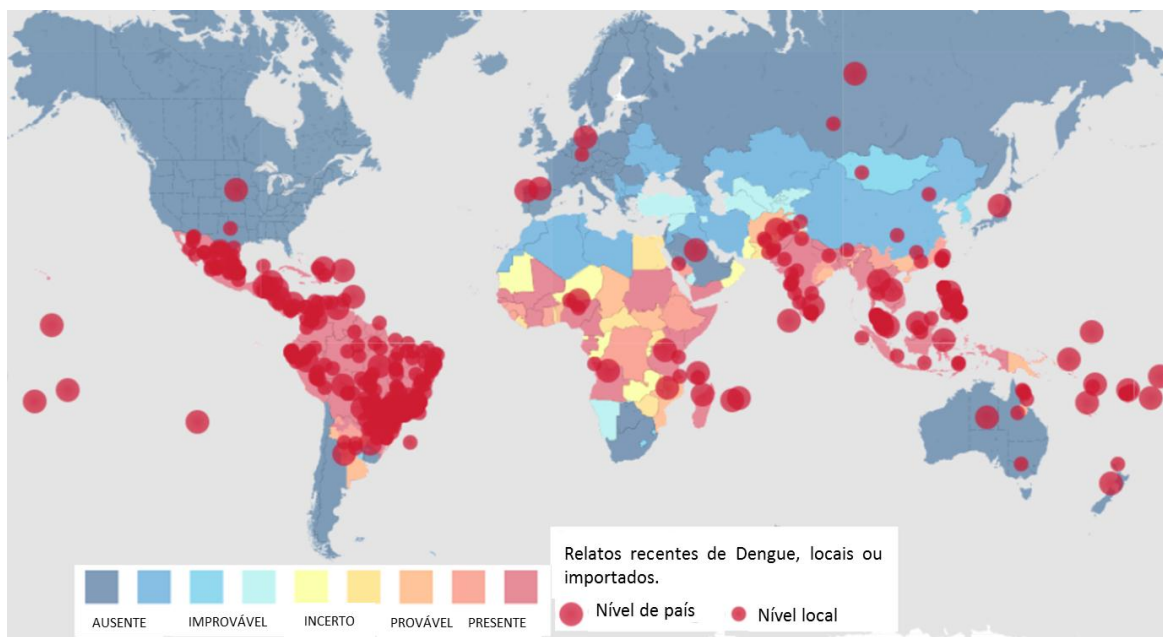 Relatos recentes de Dengue, locais ou
importados.
Nível de país Nível local
AUSENTE IMPROVÁVEL INCERTO PROVÁVEL PRESENTE